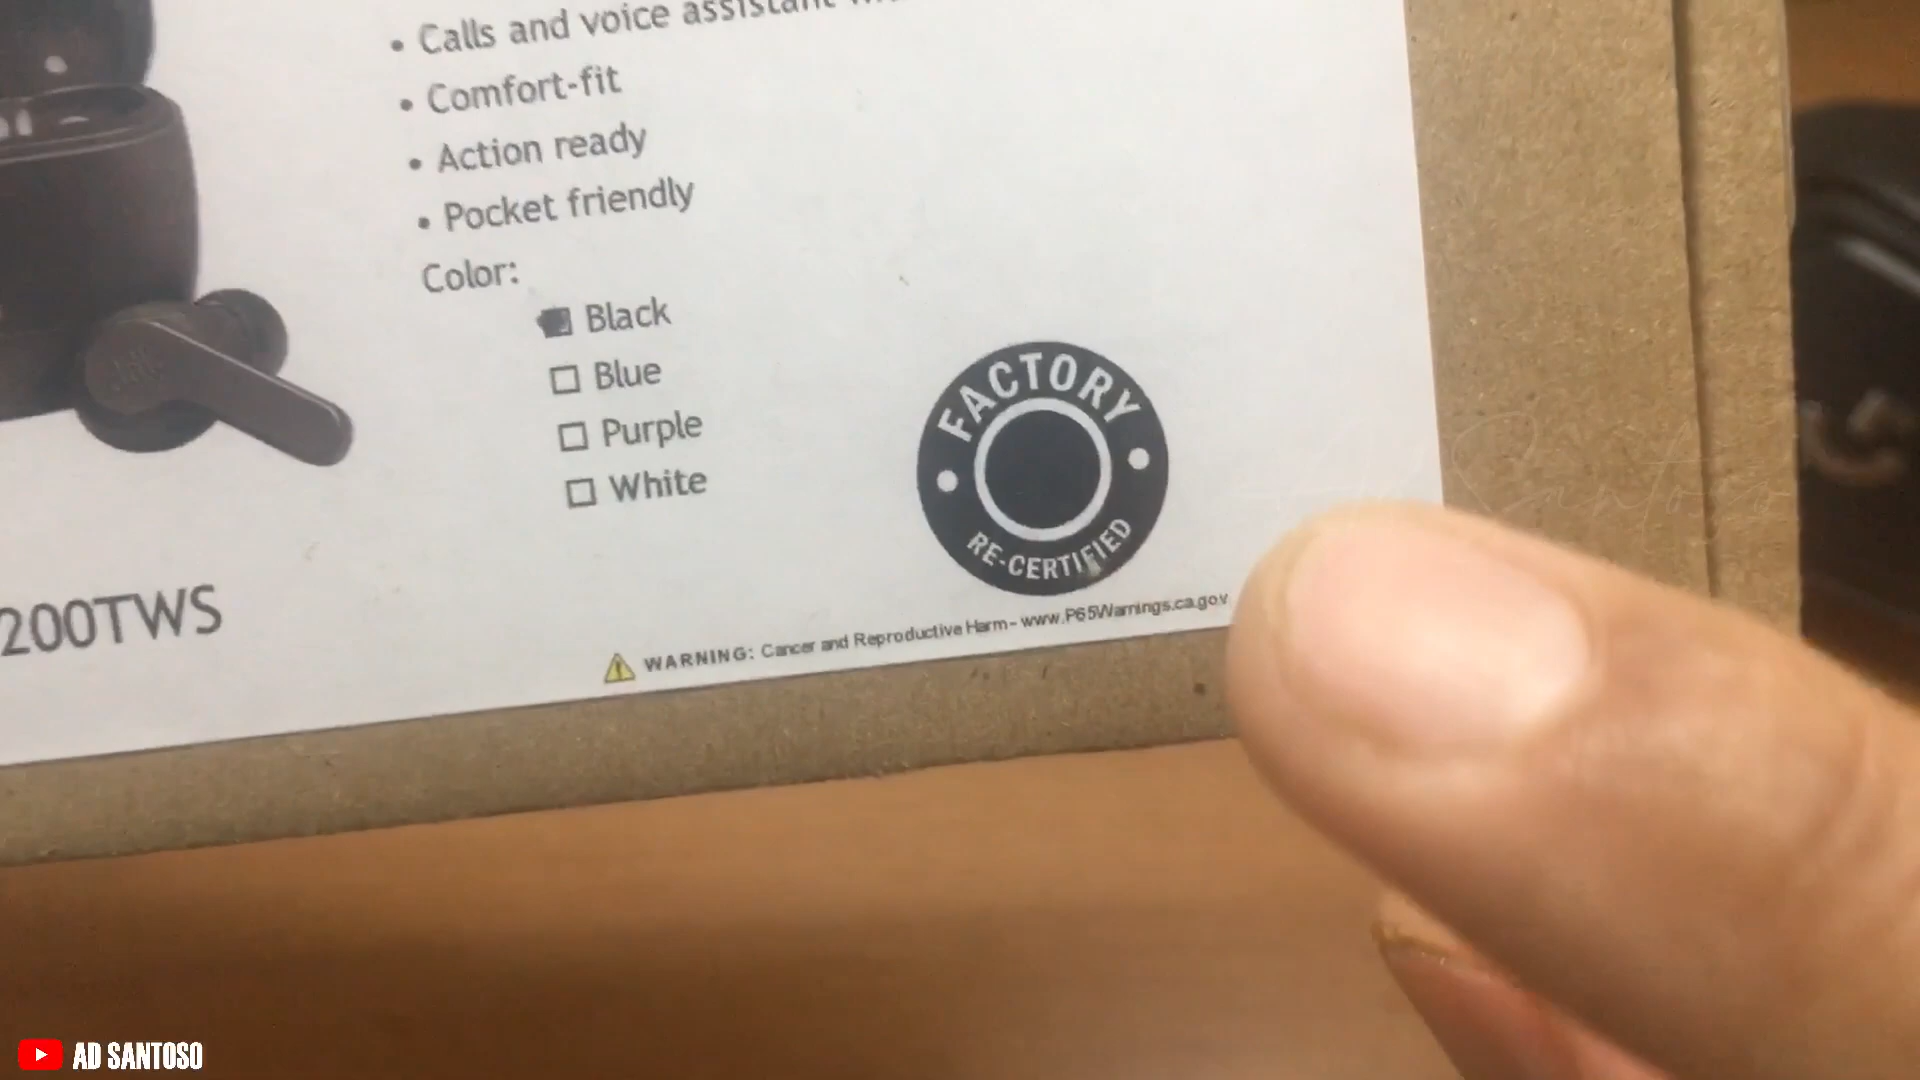 • Calls and voice assistant
• Comfort-fit
• Action ready
• Pocket friendly
Color:
Black
Blue
Purple
White
FACTORY
RE-CERTIFIED
200TWS
WARNING: Cancer and Reproductive Harm - www.P65Warnings.ca.gov
Santoso
AD SANTOSO